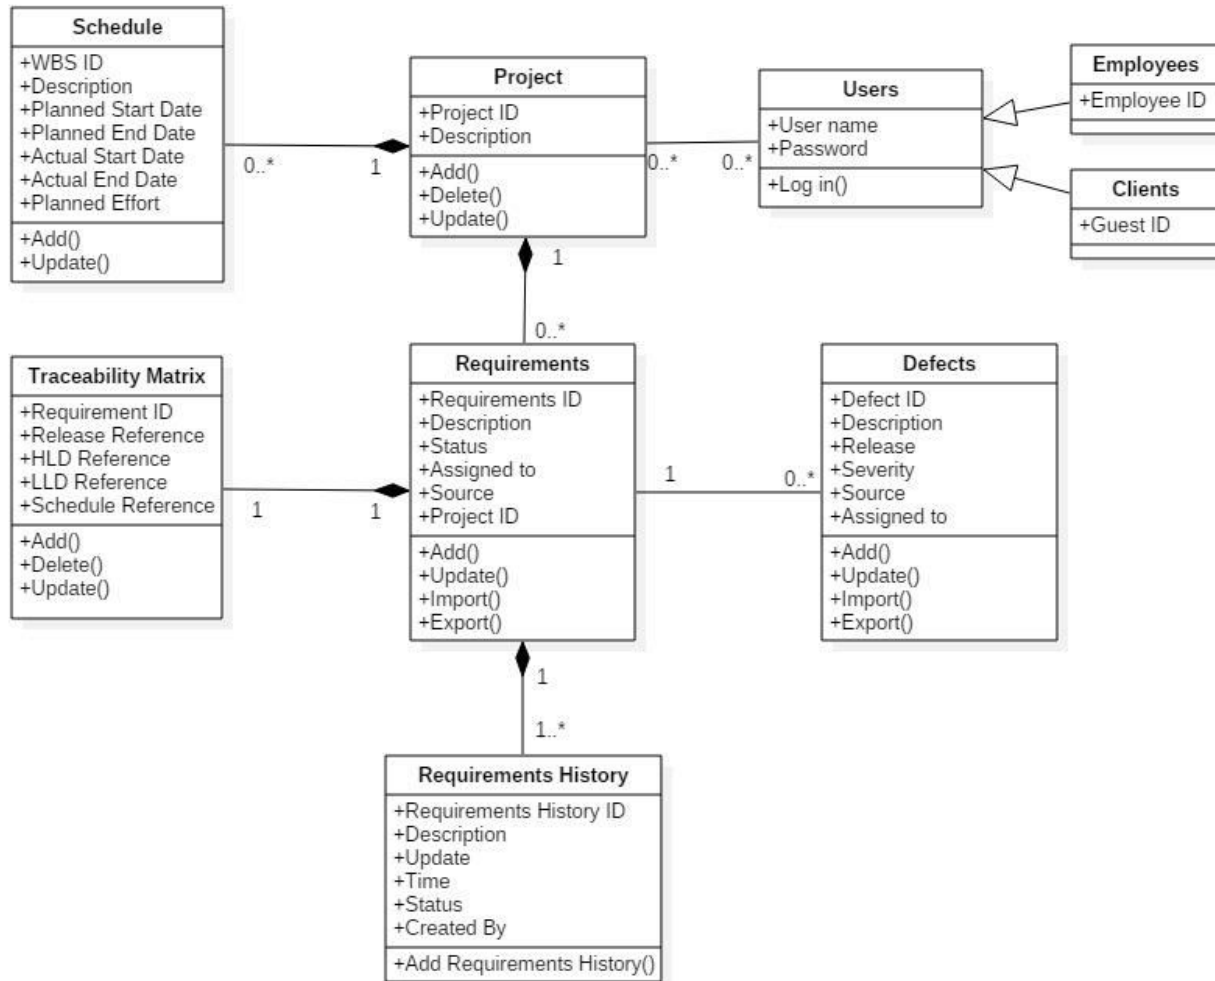 Schedule
+WBS ID
+Description
+Planned Start Date
+Planned End Date
+Actual Start Date
+Actual End Date
+Planned Effort
+Add()
+Update()
0..*
1
Project
+Project ID
+Description
+Add()
+Delete()
+Update()
0..*
0..*
Users
+User name
+Password
+Log in()
Employees
+Employee ID
Clients
+Guest ID
1
0..*
Traceability Matrix
+Requirement ID
+Release Reference
+HLD Reference
+LLD Reference
+Schedule Reference
+Add()
+Delete()
+Update()
1
1
Requirements
+Requirements ID
+Description
+Status
+Assigned to
+Source
+Project ID
+Add()
+Update()
+Import()
+Export()
1
0..*
Defects
+Defect ID
+Description
+Release
+Severity
+Source
+Assigned to
+Add()
+Update()
+Import()
+Export()
1
1..*
Requirements History
+Requirements History ID
+Description
+Update
+Time
+Status
+Created By
+Add Requirements History()